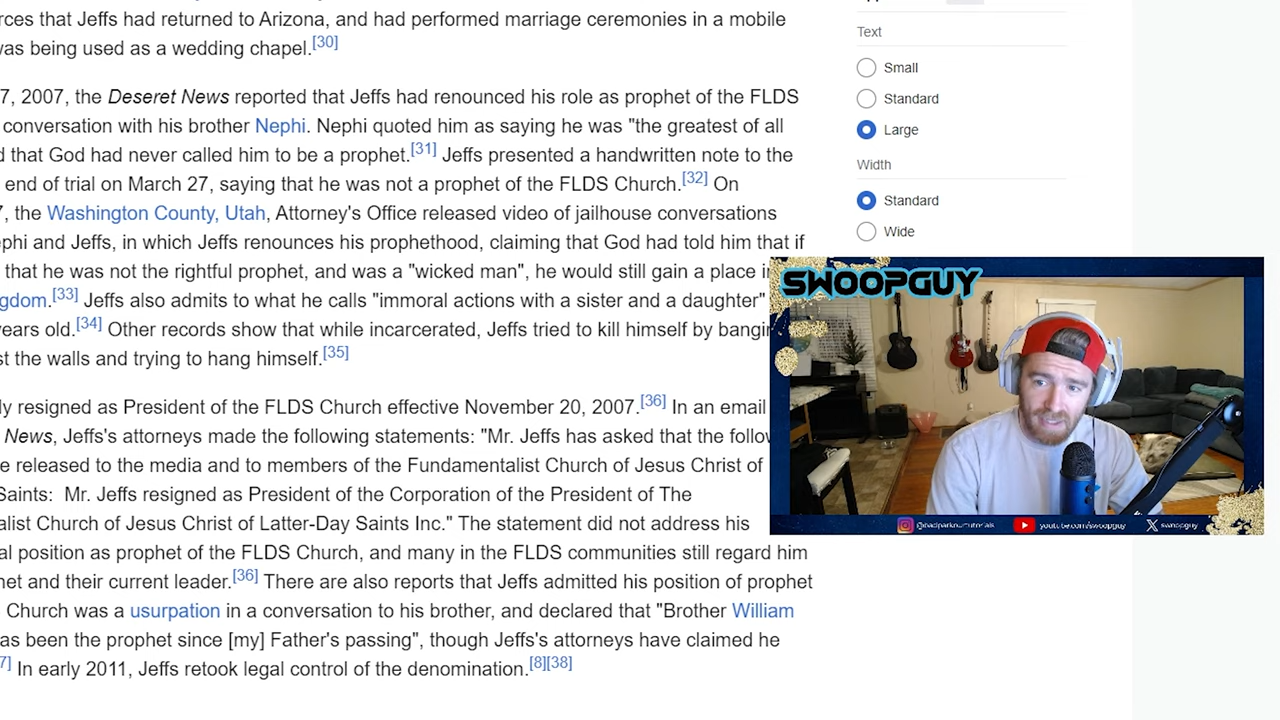 rces that Jeffs had returned to Arizona, and had performed marriage ceremonies in a mobile
was being used as a wedding chapel.[30]
7, 2007, the Deseret News reported that Jeffs had renounced his role as prophet of the FLDS
conversation with his brother Nephi. Nephi quoted him as saying he was "the greatest of all
d that God had never called him to be a prophet.[31] Jeffs presented a handwritten note to the
end of trial on March 27, saying that he was not a prophet of the FLDS Church.[32] On
7, the Washington County, Utah, Attorney's Office released video of jailhouse conversations
ephi and Jeffs, in which Jeffs renounces his prophethood, claiming that God had told him that if
that he was not the rightful prophet, and was a "wicked man", he would still gain a place i
gdom.[33] Jeffs also admits to what he calls "immoral actions with a sister and a daughter"
years old.[34] Other records show that while incarcerated, Jeffs tried to kill himself by bangin
st the walls and trying to hang himself.[35]
ly resigned as President of the FLDS Church effective November 20, 2007.[36] In an email
News, Jeffs's attorneys made the following statements: "Mr. Jeffs has asked that the follow
e released to the media and to members of the Fundamentalist Church of Jesus Christ of
Saints: Mr. Jeffs resigned as President of the Corporation of the President of The
alist Church of Jesus Christ of Latter-Day Saints Inc." The statement did not address his
al position as prophet of the FLDS Church, and many in the FLDS communities still regard him
het and their current leader.[36] There are also reports that Jeffs admitted his position of prophet
Church was a usurpation in a conversation to his brother, and declared that "Brother William
as been the prophet since [my] Father's passing", though Jeffs's attorneys have claimed he
7] In early 2011, Jeffs retook legal control of the denomination.[8][38]
Text
Small
Standard
Large
Width
Standard
Wide
SWOOPGUY
youtube.com/swoopguy
swoopguy